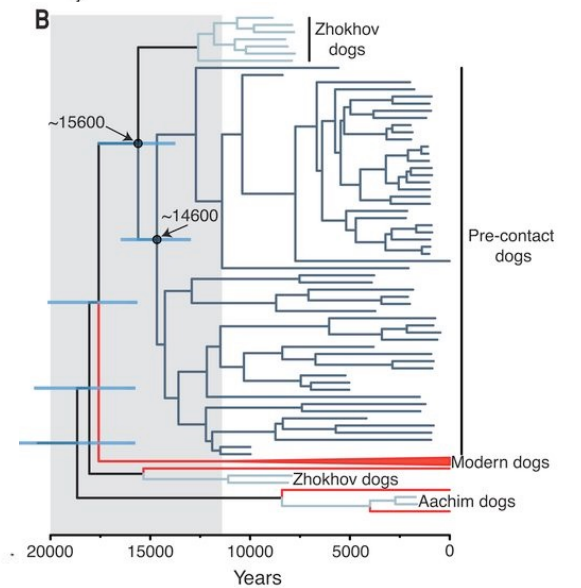 B
Zhokhov
dogs
~15600
~14600
Pre-contact
dogs
Modern dogs
Zhokhov dogs
Aachim dogs
20000 15000 10000 5000 0
Years